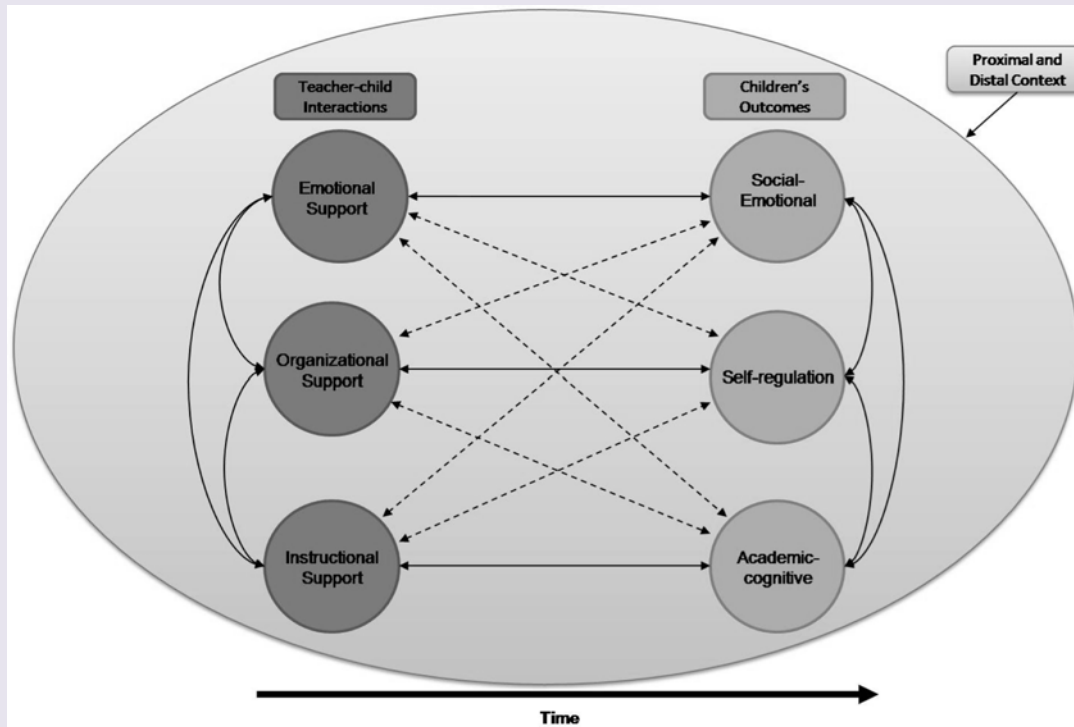 Proximal and
Distal Context
Teacher-child
Interactions
Children's
Outcomes
Emotional
Support
Social-
Emotional
Organizational
Support
Self-regulation
Instructional
Support
Academic-
cognitive
Time